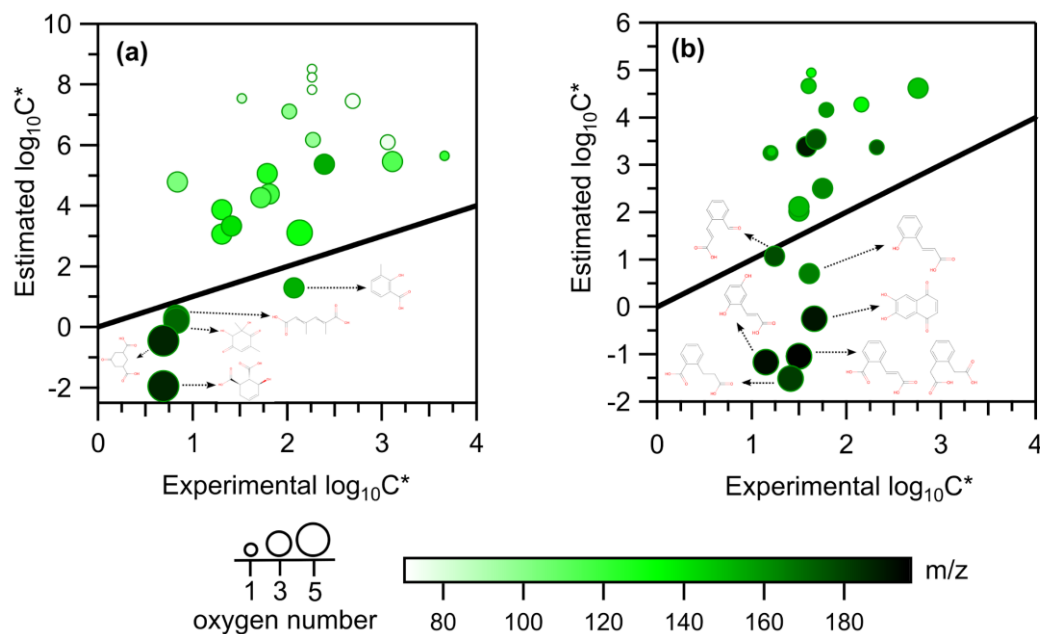 (a)
Estimated log₁₀C*
10
8
6
4
2
0
-2
0 1 2 3 4
Experimental log₁₀C*
(b)
Estimated log₁₀C*
6
5
4
3
2
1
0
-1
-2
0 1 2 3 4
Experimental log₁₀C*
1 3 5
oxygen number
80 100 120 140 160 180
m/z